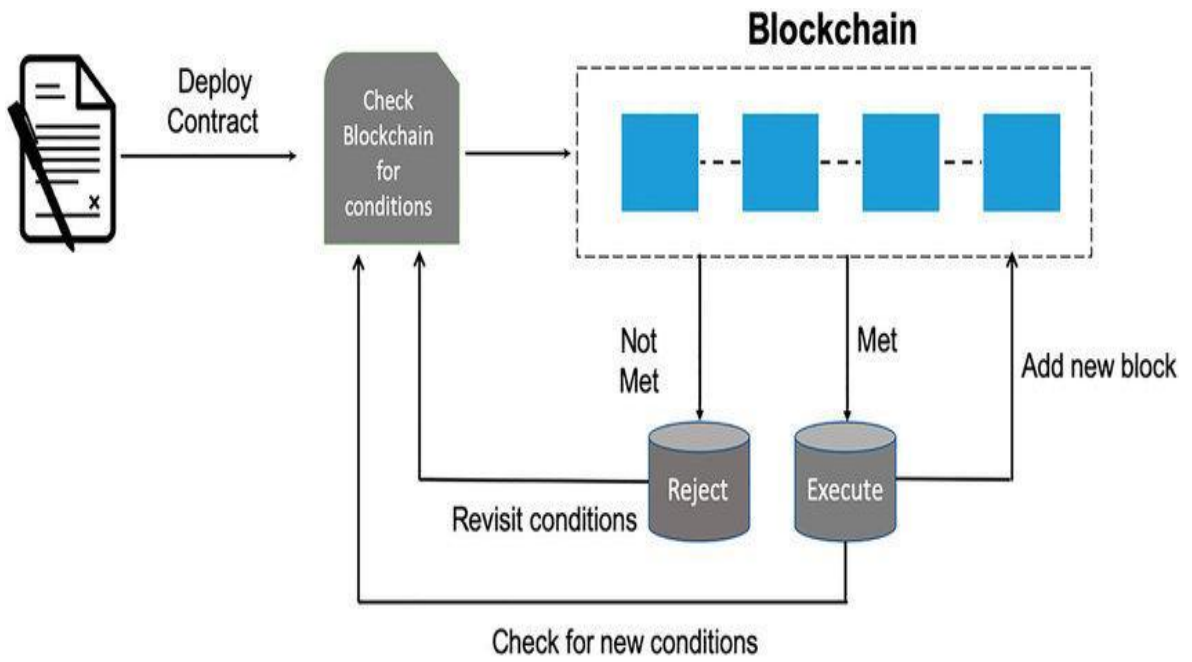 Blockchain
Deploy
Contract
Check
Blockchain
for
conditions
Not
Met
Met
Add new block
Reject
Execute
Revisit conditions
Check for new conditions